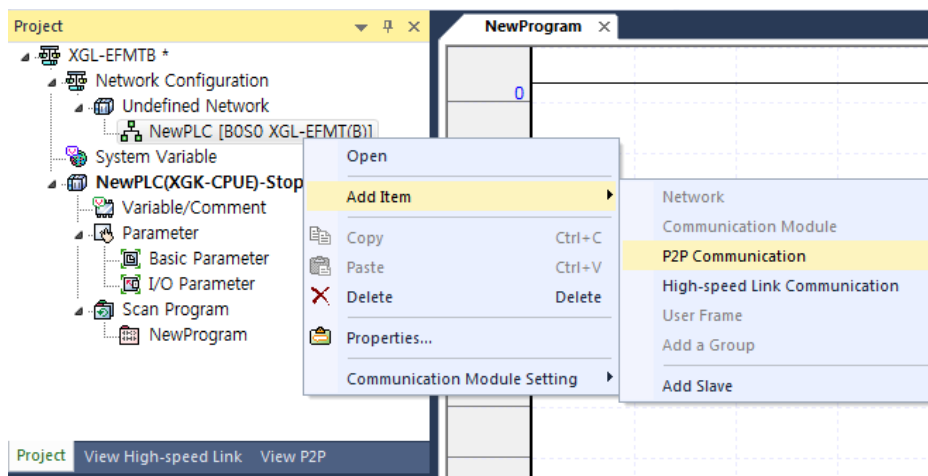 Project
NewProgram
XGL-EFMTB *
Network Configuration
Undefined Network
NewPLC [B0S0 XGL-EFMT(B)]
System Variable
NewPLC(XGK-CPUE)-Stop
Variable/Comment
Parameter
Basic Parameter
I/O Parameter
Scan Program
NewProgram
0
Open
Add Item
Copy Ctrl+C
Paste Ctrl+V
Delete Delete
Properties...
Communication Module Setting
Network
Communication Module
P2P Communication
High-speed Link Communication
User Frame
Add a Group
Add Slave
Project View High-speed Link View P2P